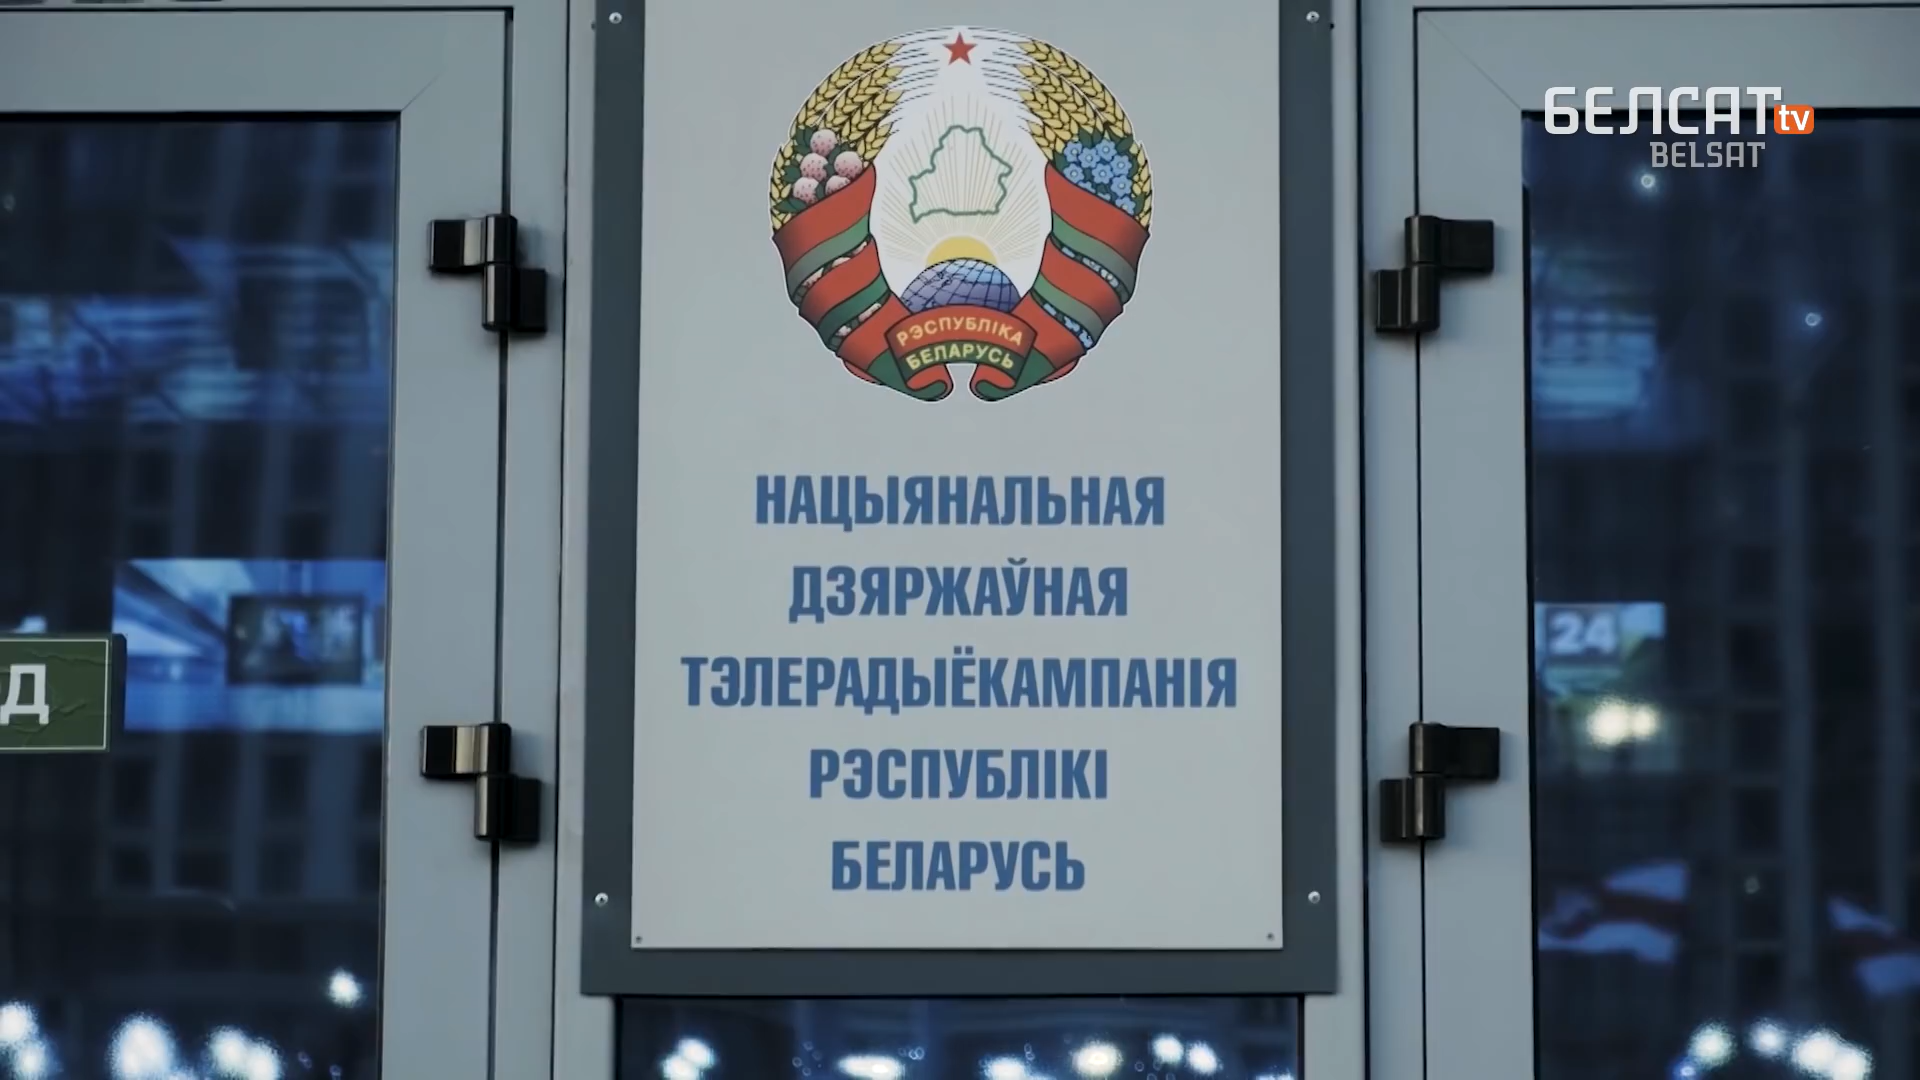 БЕЛСАТ tv
BELSAT
РЭСПУБЛІКА
БЕЛАРУСЬ
НАЦЫЯНАЛЬНАЯ
ДЗЯРЖАЎНАЯ
ТЭЛЕРАДЫЁКАМПАНІЯ
РЭСПУБЛІКІ
БЕЛАРУСЬ
24